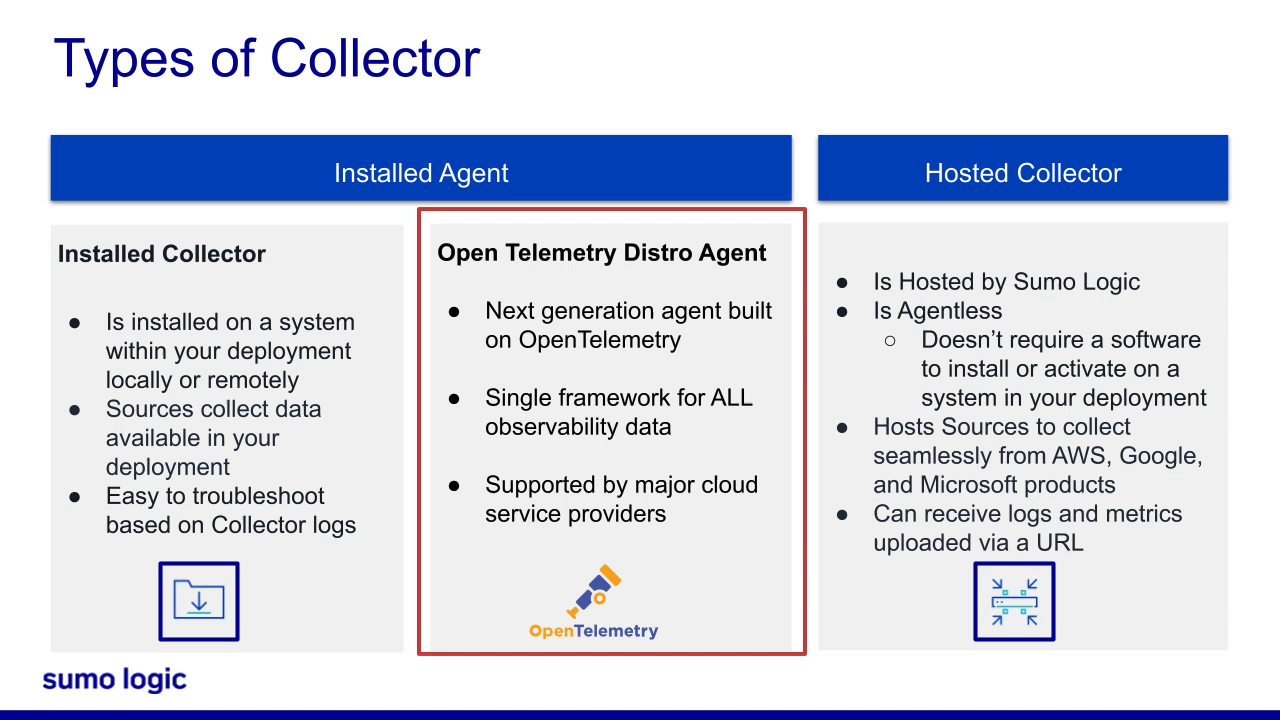 Types of Collector
Installed Agent
Hosted Collector
Installed Collector
● Is installed on a system
within your deployment
locally or remotely
● Sources collect data
available in your
deployment
● Easy to troubleshoot
based on Collector logs
Open Telemetry Distro Agent
● Next generation agent built
on OpenTelemetry
● Single framework for ALL
observability data
● Supported by major cloud
service providers
OpenTelemetry
● Is Hosted by Sumo Logic
● Is Agentless
○ Doesn’t require a software
to install or activate on a
system in your deployment
● Hosts Sources to collect
seamlessly from AWS, Google,
and Microsoft products
● Can receive logs and metrics
uploaded via a URL
sumo logic